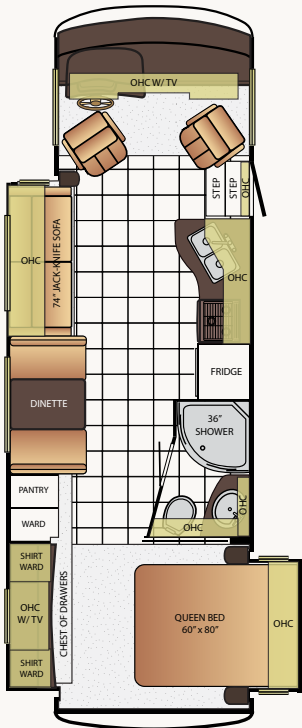 OHC W/ TV
STEP
STEP
OHC
OHC
74" JACK-KNIFE SOFA
OHC
FRIDGE
DINETTE
36"
SHOWER
PANTRY
WARD
OHC
OHC
SHIRT
WARD
OHC
W/ TV
SHIRT
WARD
CHEST OF DRAWERS
QUEEN BED
60" x 80"
OHC